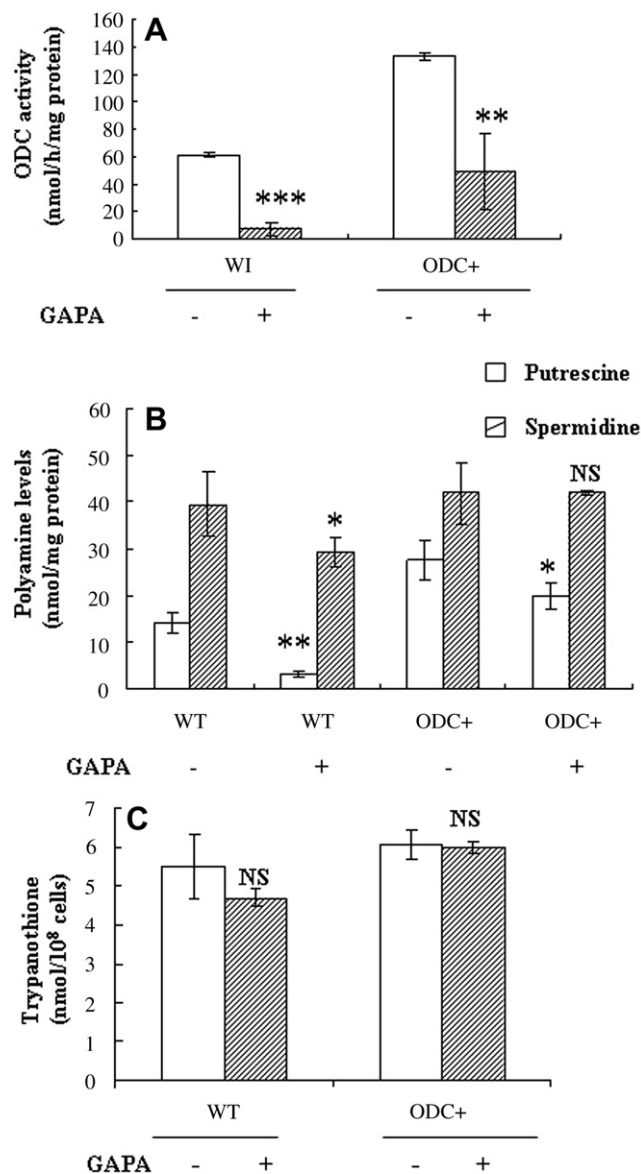 A
ODC activity
(nmol/h/mg protein)
160
140
120
100
80
60
40
20
0
***
**
WI
ODC+
GAPA - + - +
Putrescine
Spermidine
B
Polyamine levels
(nmol/mg protein)
60
50
40
30
20
10
0
**
*
*
NS
WT WT ODC+ ODC+
GAPA - + - +
C
Trypanothione
(nmol/10⁸ cells)
7
6
5
4
3
2
1
0
NS
NS
WT ODC+
GAPA - + - +